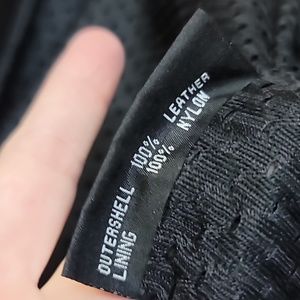 OUTERSHELL 100% LEATHER
LINING 100% NYLON